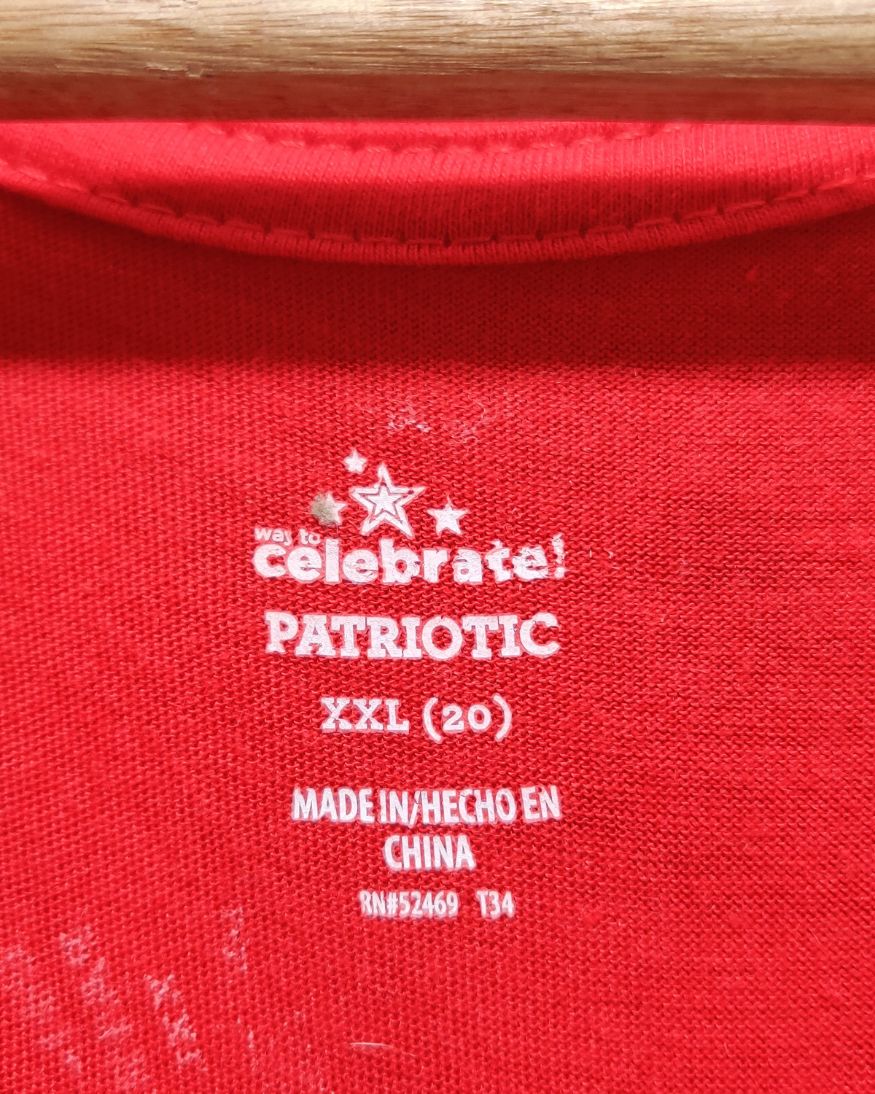 way to
celebrate!
PATRIOTIC
XXL (20)
MADE IN/HECHO EN
CHINA
RN#52469 T34